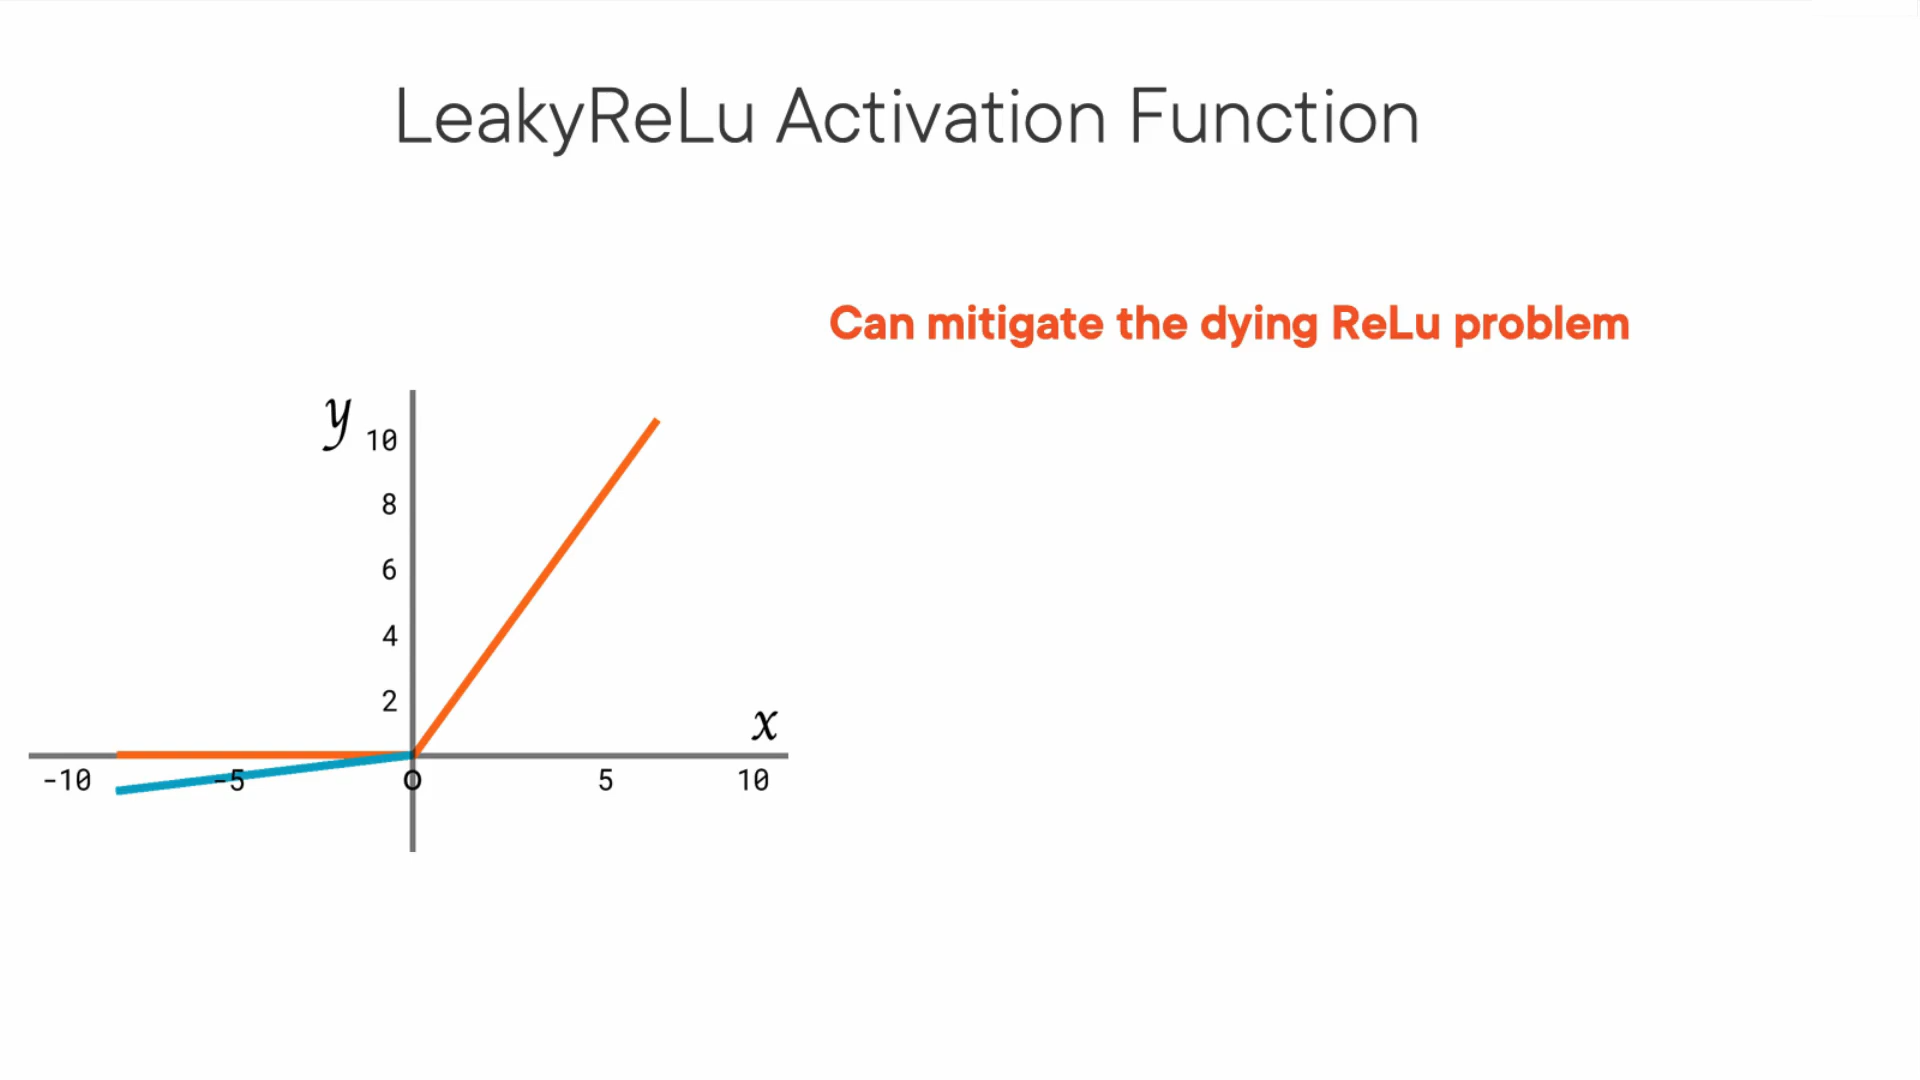 LeakyReLu Activation Function
Can mitigate the dying ReLu problem
y
10
8
6
4
2
x
-10 -5 0 5 10